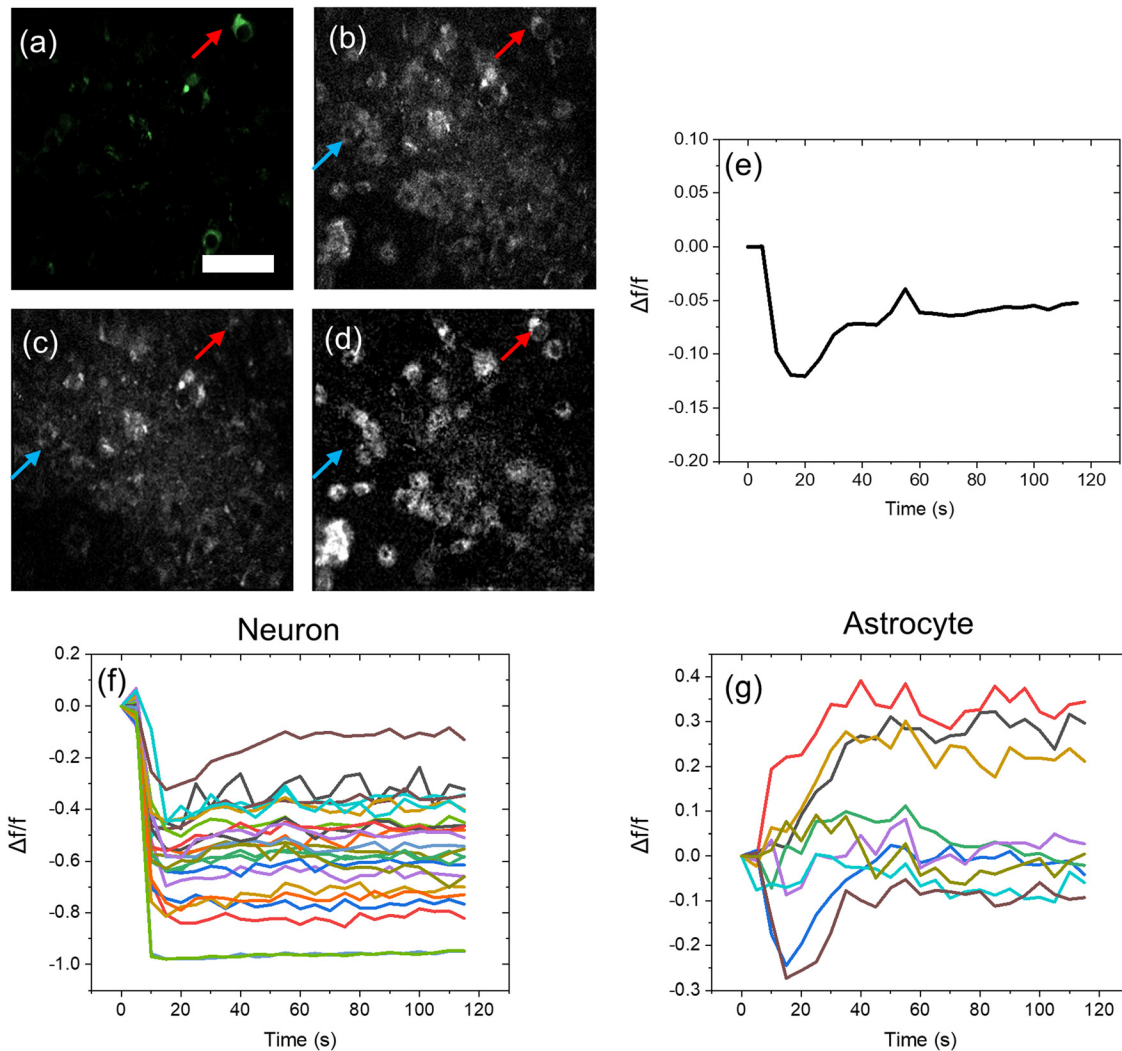 (a)
(b)
(c)
(d)
(e)
Δf/f
0.10
0.05
0.00
-0.05
-0.10
-0.15
-0.20
0 20 40 60 80 100 120
Time (s)
Neuron
(f)
Δf/f
0.2
0.0
-0.2
-0.4
-0.6
-0.8
-1.0
0 20 40 60 80 100 120
Time (s)
Astrocyte
(g)
Δf/f
0.4
0.3
0.2
0.1
0.0
-0.1
-0.2
-0.3
0 20 40 60 80 100 120
Time (s)